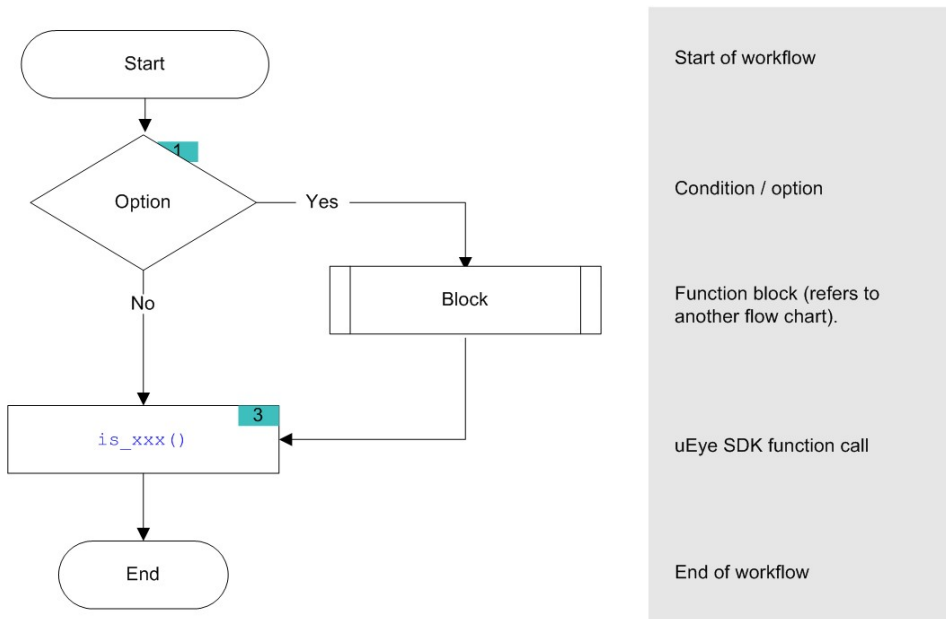 Start
Start of workflow
1
Option
Yes
Condition / option
No
Block
Function block (refers to
another flow chart).
3
is_xxx()
uEye SDK function call
End
End of workflow